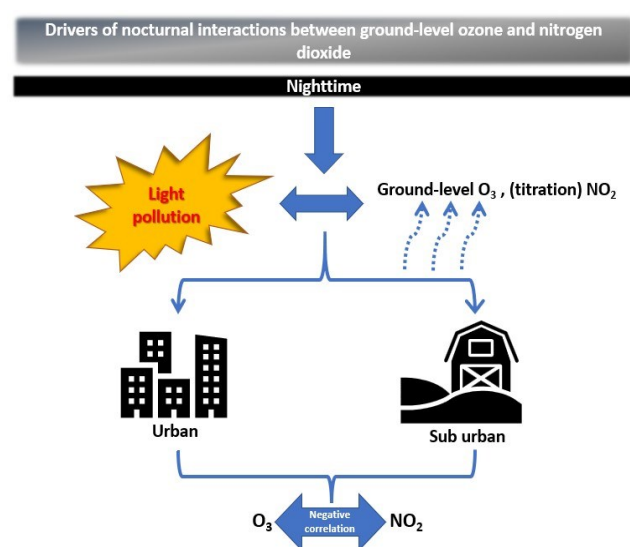 Drivers of nocturnal interactions between ground-level ozone and nitrogen
dioxide
Nighttime
Light
pollution
Ground-level O₃ , (titration) NO₂
Urban
Sub urban
O₃
Negative
correlation
NO₂